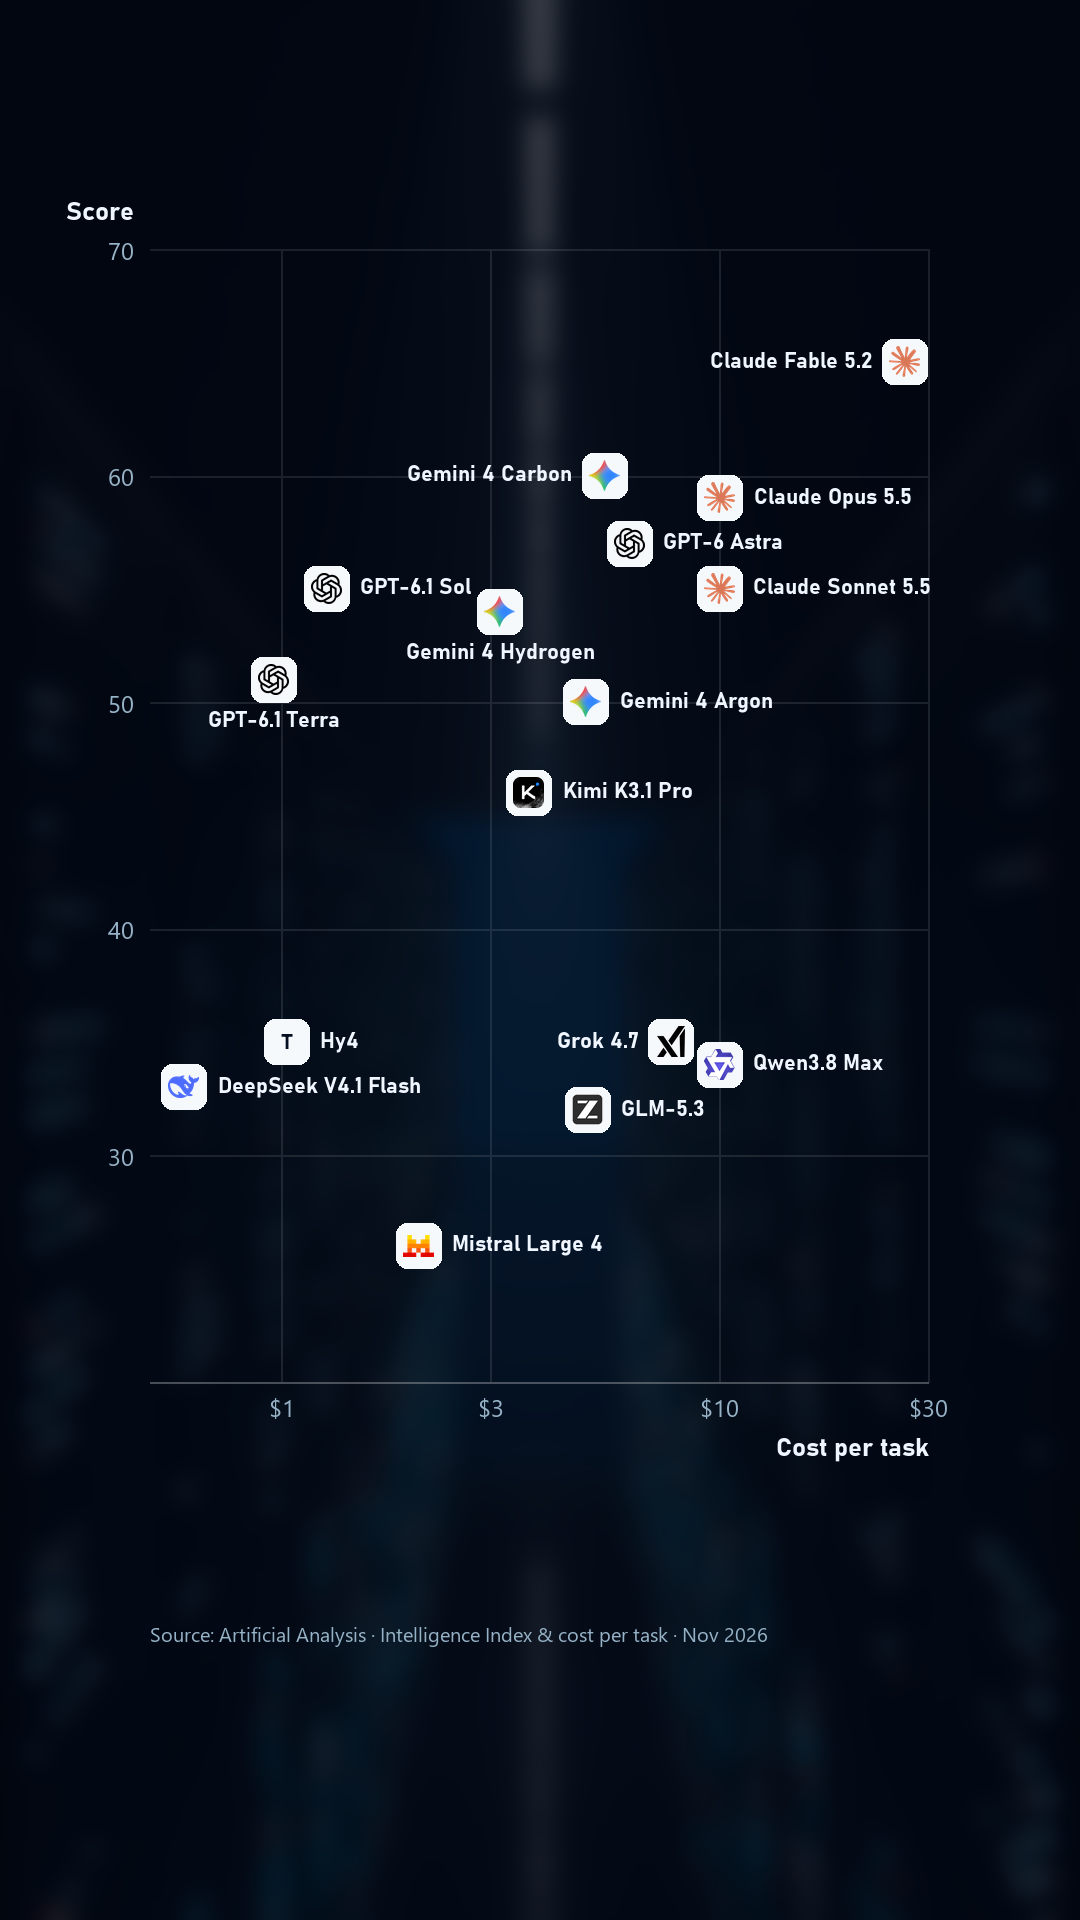 Score
70
Claude Fable 5.2
60
Gemini 4 Carbon
Claude Opus 5.5
GPT-6 Astra
GPT-6.1 Sol
Claude Sonnet 5.5
Gemini 4 Hydrogen
50
GPT-6.1 Terra
Gemini 4 Argon
Kimi K3.1 Pro
40
T
Hy4
Grok 4.7
Qwen3.8 Max
DeepSeek V4.1 Flash
GLM-5.3
30
Mistral Large 4
$1
$3
$10
$30
Cost per task
Source: Artificial Analysis · Intelligence Index & cost per task · Nov 2026